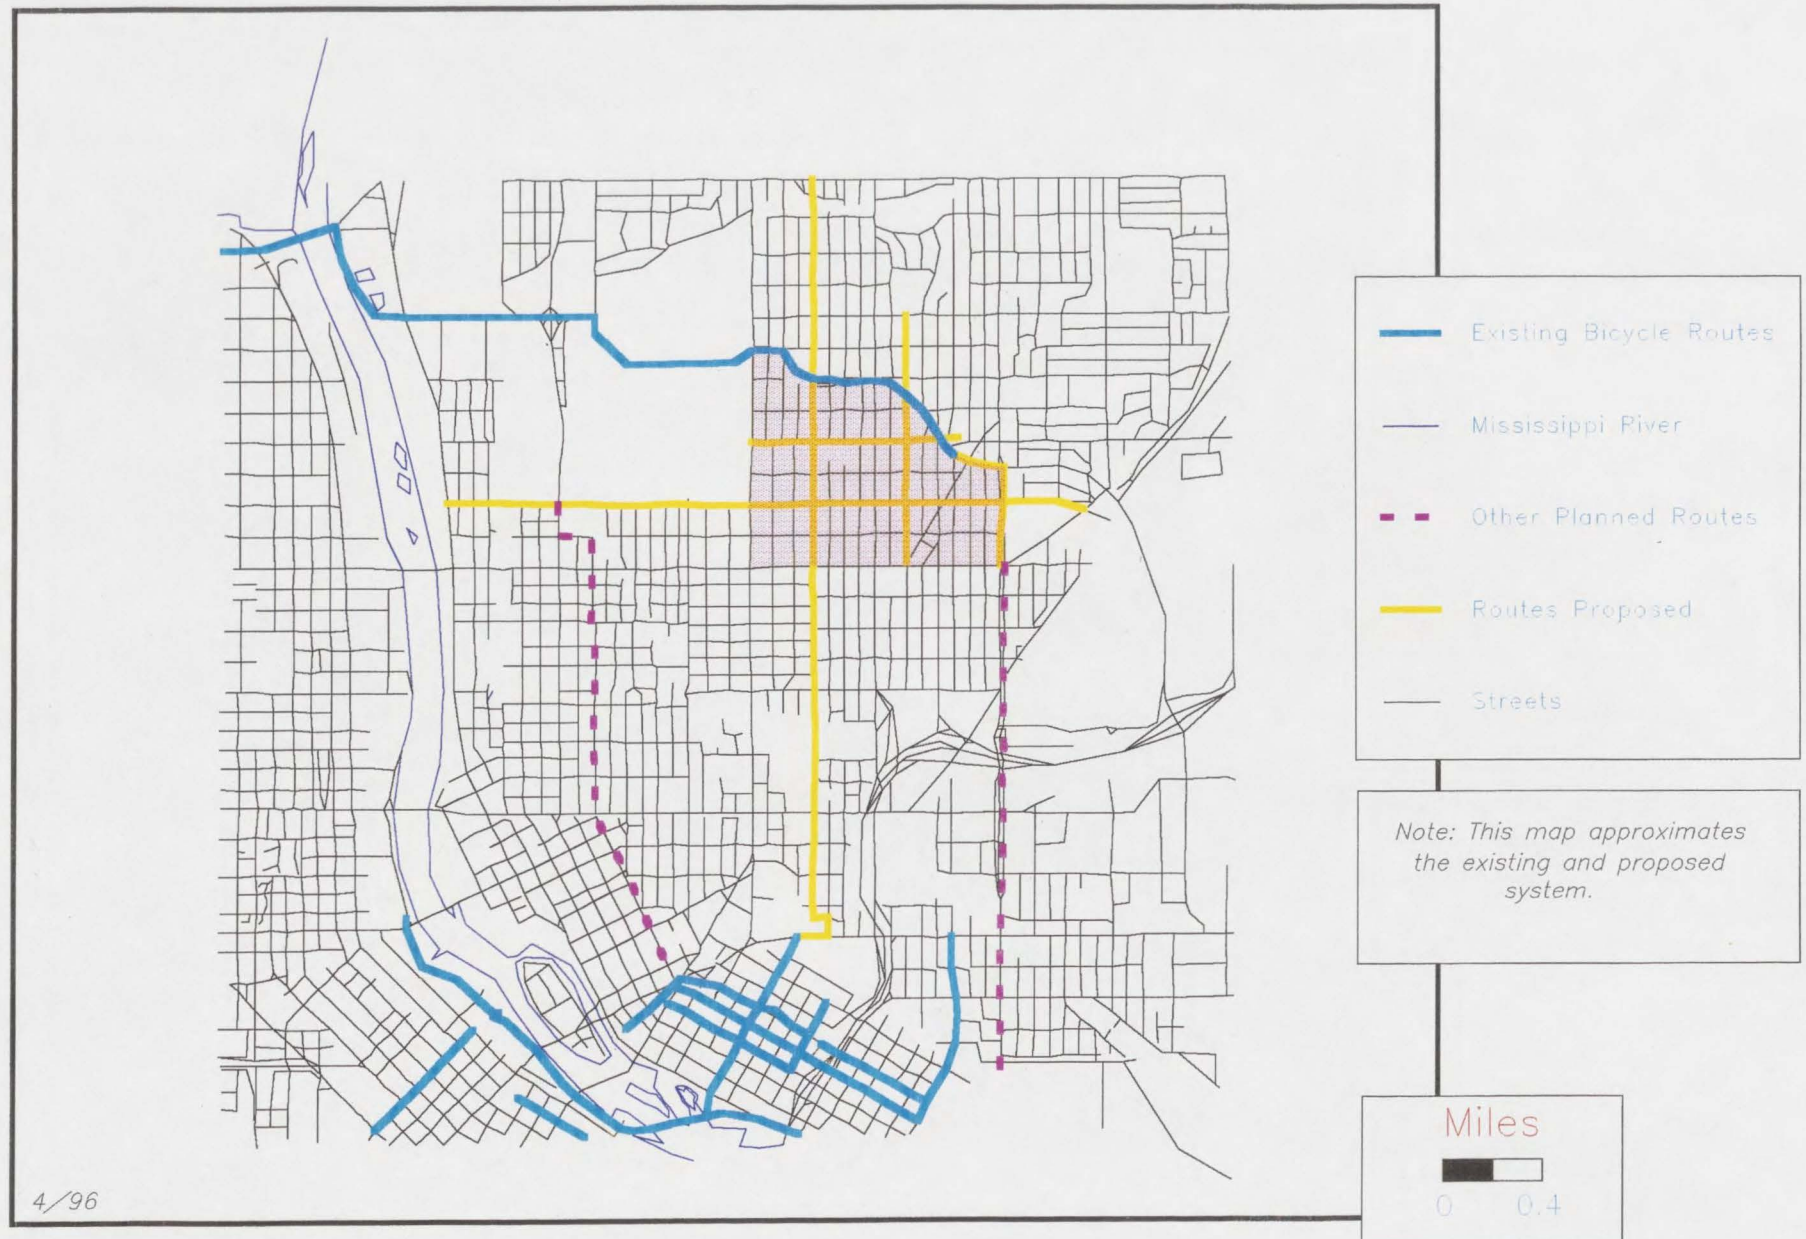 Existing Bicycle Routes
Mississippi River
Other Planned Routes
Routes Proposed
Streets
Note: This map approximates
the existing and proposed
system.
Miles
0 0.4
4/96